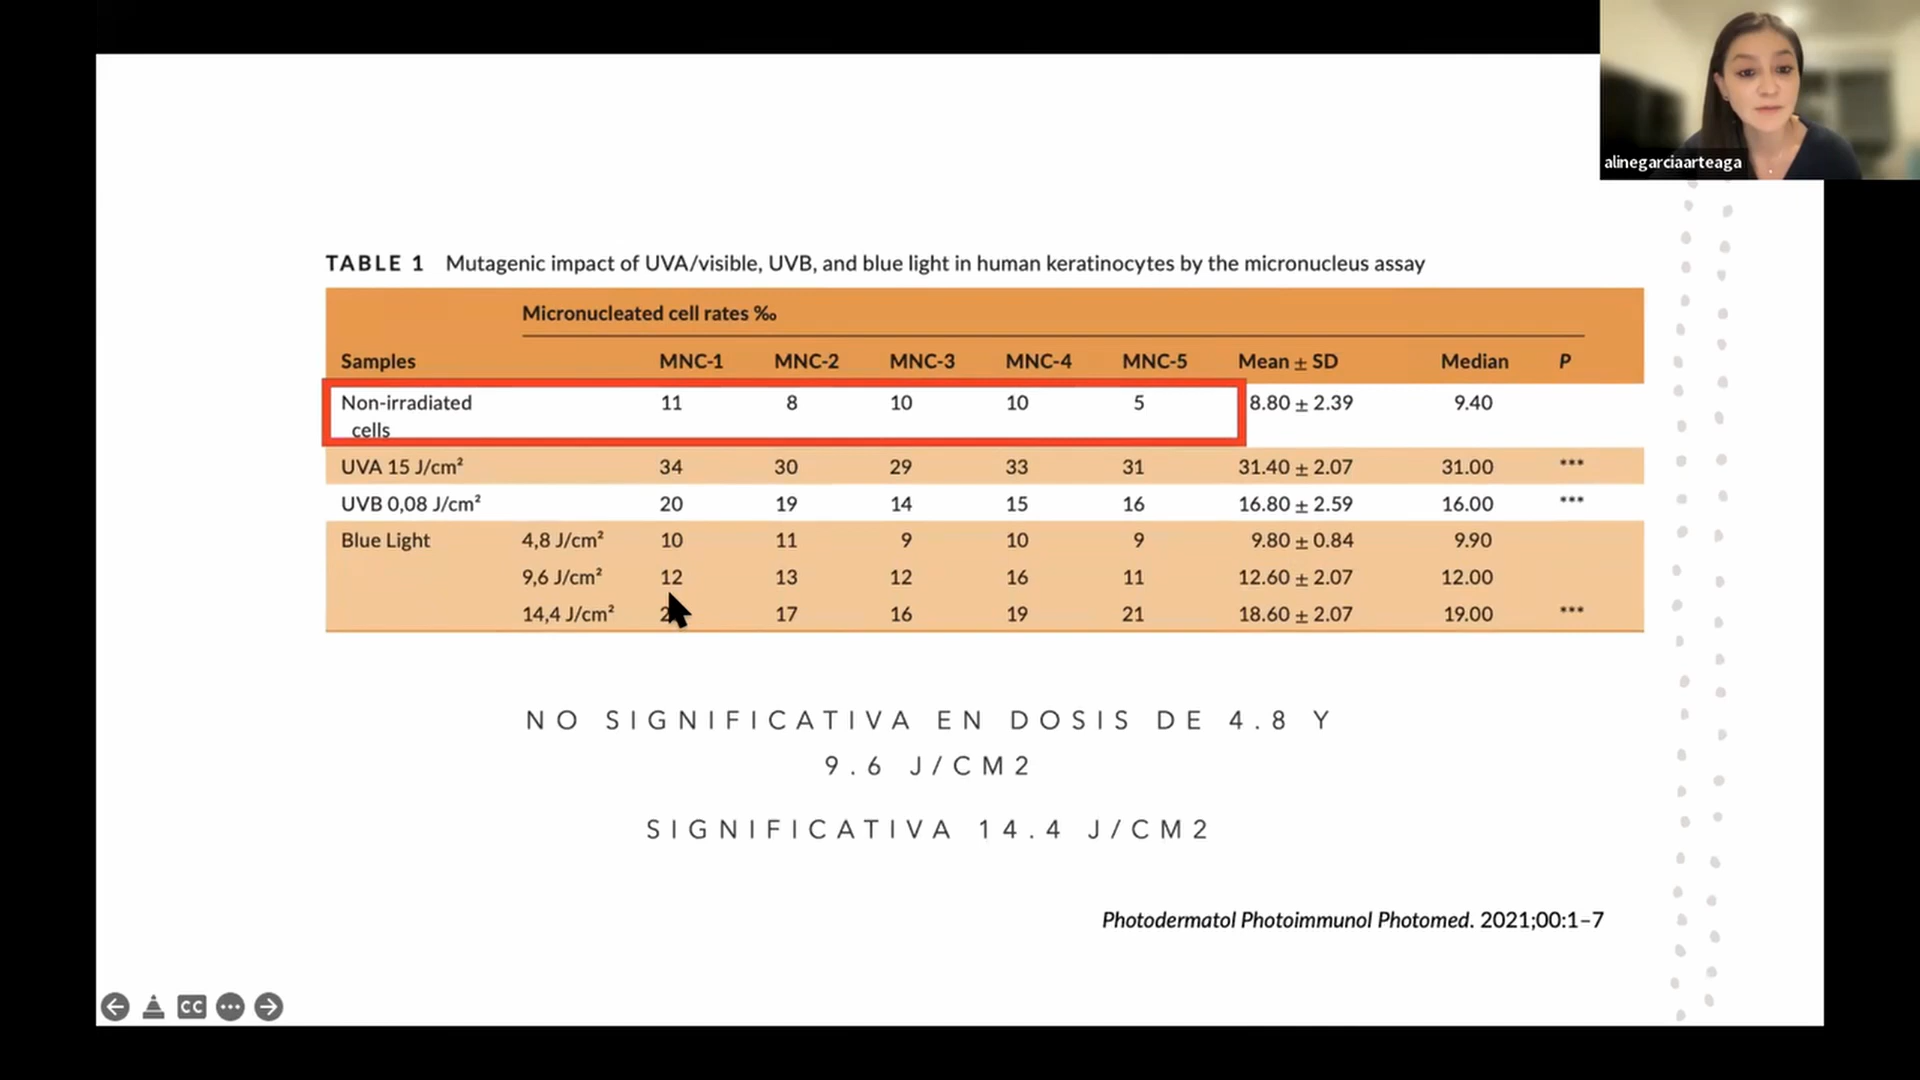 alinegarciaarteaga
TABLE 1 Mutagenic impact of UVA/visible, UVB, and blue light in human keratinocytes by the micronucleus assay
Micronucleated cell rates ‰
Samples MNC-1 MNC-2 MNC-3 MNC-4 MNC-5 Mean ± SD Median P
Non-irradiated 11 8 10 10 5 8.80 ± 2.39 9.40
cells
UVA 15 J/cm² 34 30 29 33 31 31.40 ± 2.07 31.00 ***
UVB 0,08 J/cm² 20 19 14 15 16 16.80 ± 2.59 16.00 ***
Blue Light 4,8 J/cm² 10 11 9 10 9 9.80 ± 0.84 9.90
9,6 J/cm² 12 13 12 16 11 12.60 ± 2.07 12.00
14,4 J/cm² 17 16 19 21 18.60 ± 2.07 19.00 ***
NO SIGNIFICATIVA EN DOSIS DE 4.8 Y
9.6 J/CM2
SIGNIFICATIVA 14.4 J/CM2
Photodermatol Photoimmunol Photomed. 2021;00:1–7
CC